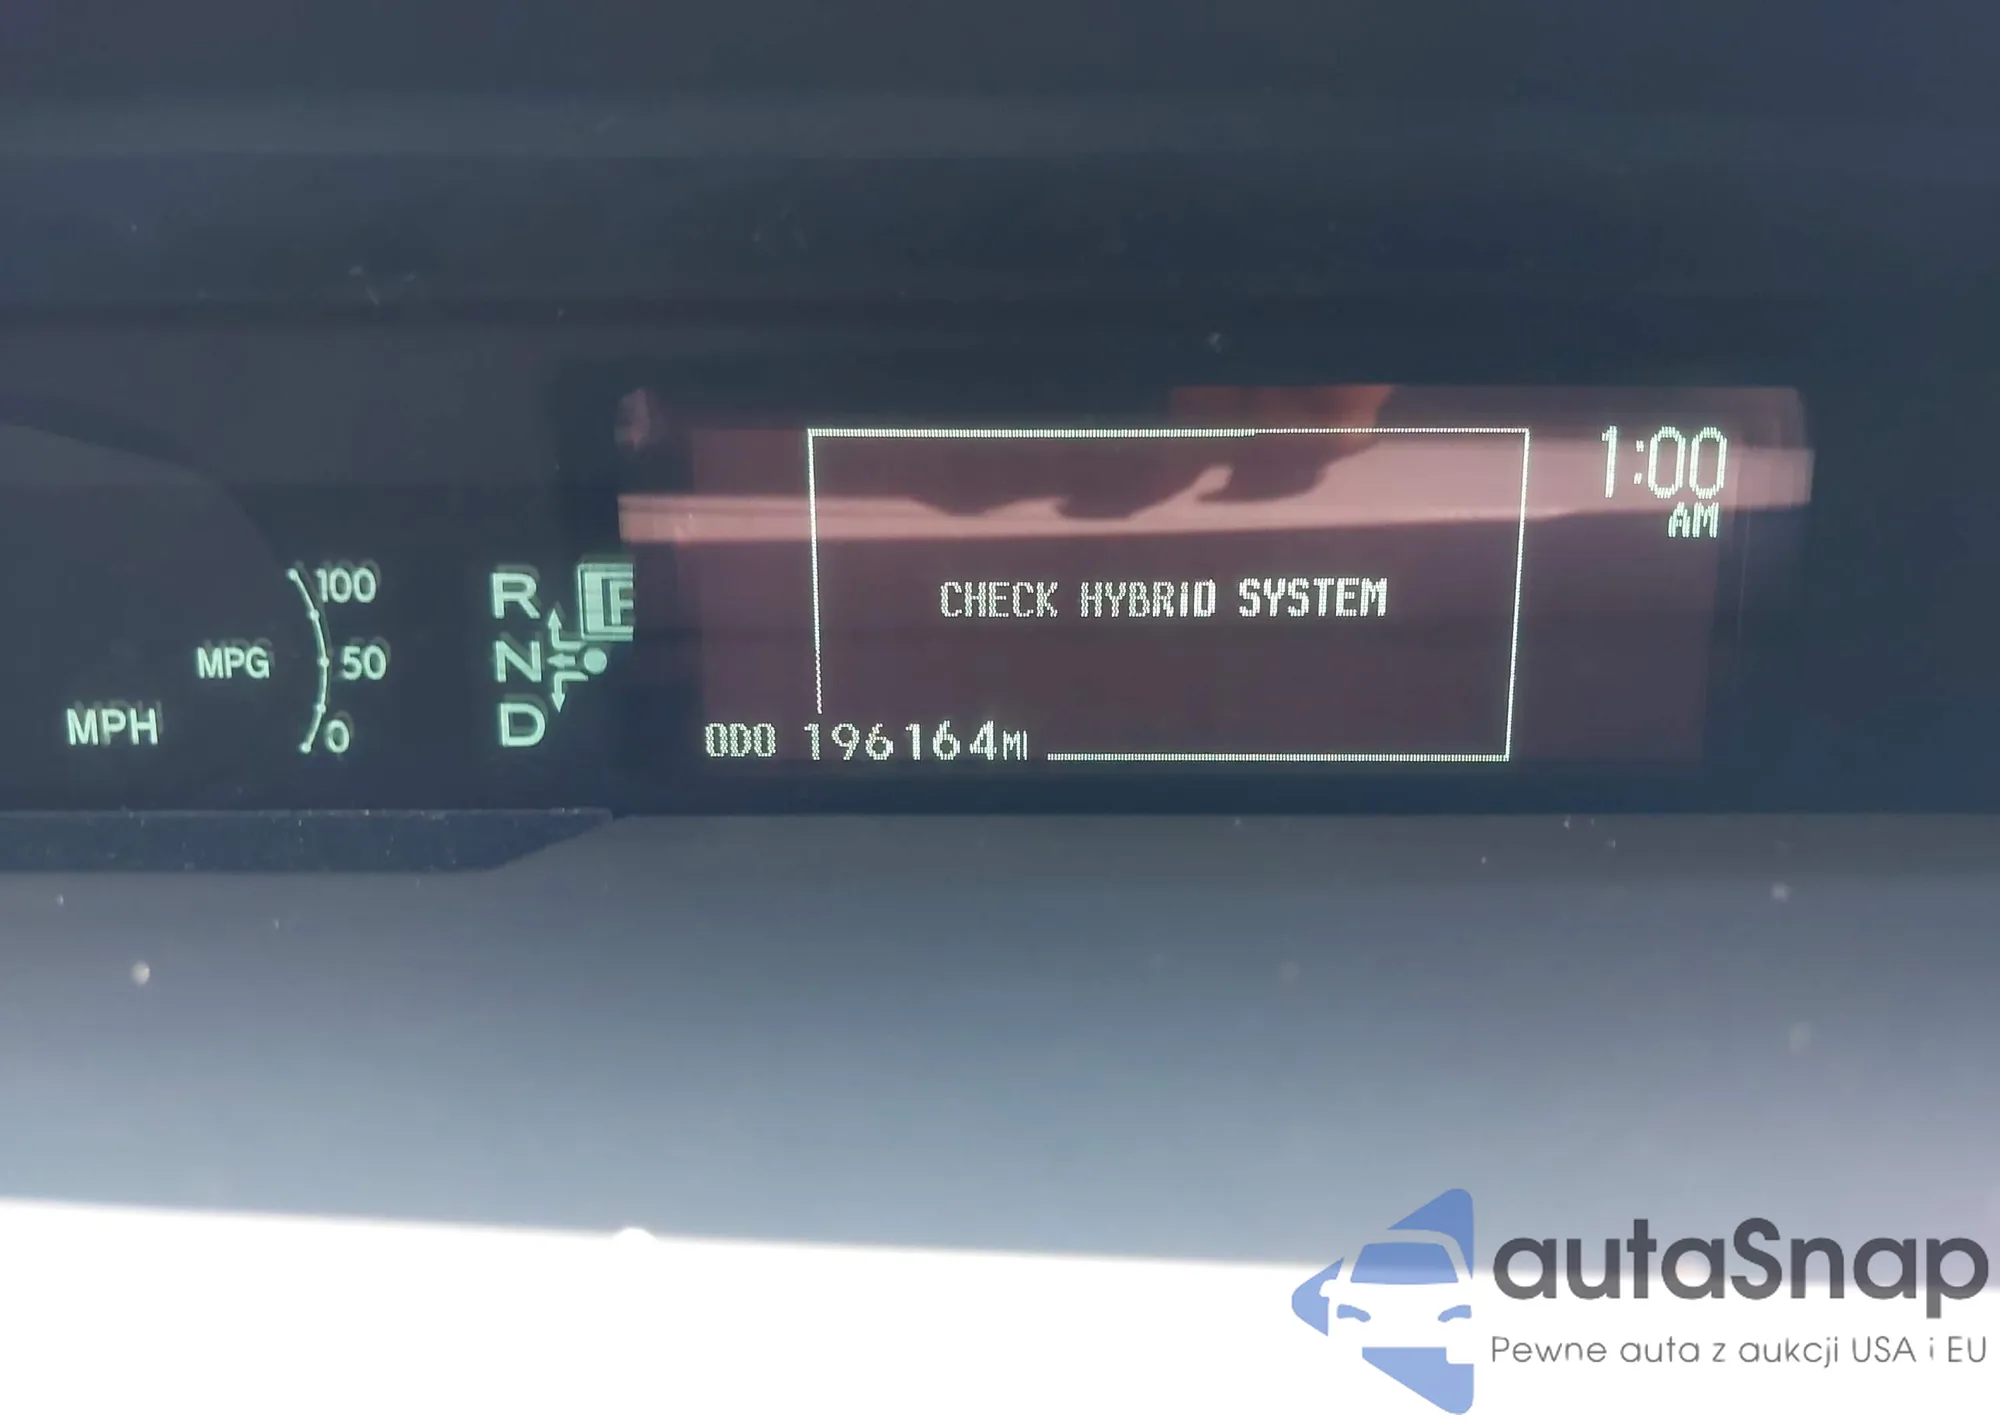 1:00
AM
CHECK HYBRID SYSTEM
100
MPG 50
MPH 0
R P
N
D
ODO 196164MI
autaSnap
Pewne auta z aukcji USA i EU